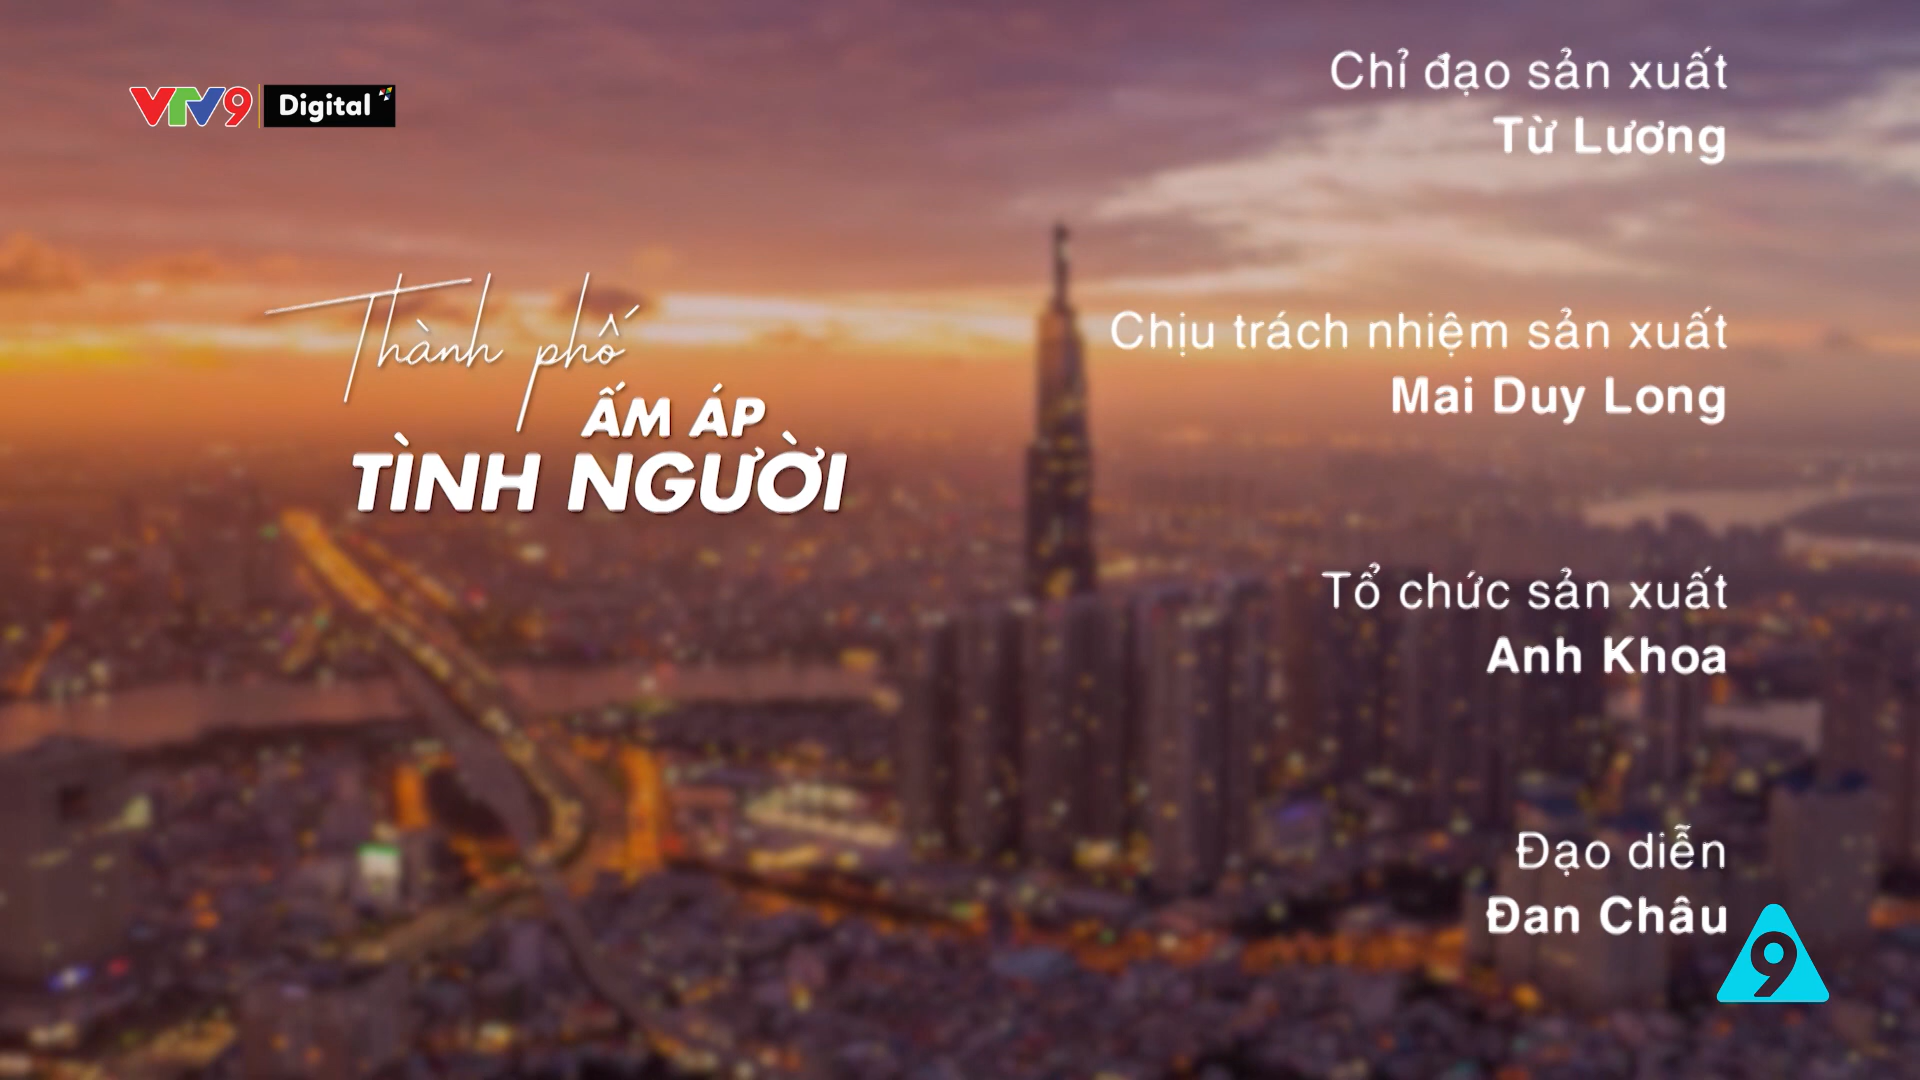 VTV9 Digital
Thành phố
ẤM ÁP
TÌNH NGƯỜI
Chỉ đạo sản xuất
Từ Lương
Chịu trách nhiệm sản xuất
Mai Duy Long
Tổ chức sản xuất
Anh Khoa
Đạo diễn
Đan Châu
9